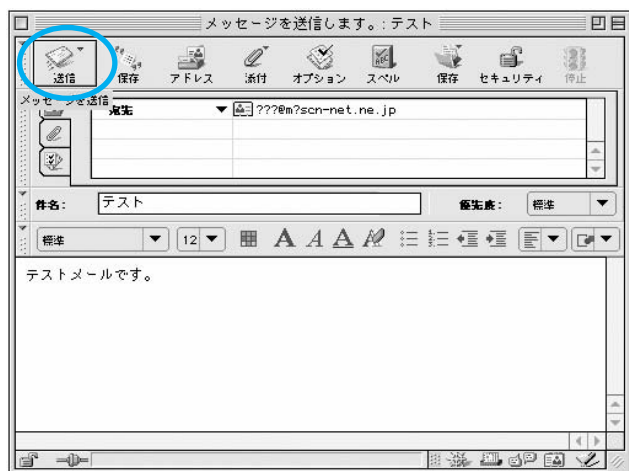 メッセージを送信します。: テスト
送信 保存 アドレス 添付 オプション スペル 保存 セキュリティ 停止
メッセージを送信
宛先 ???@m?scn-net.ne.jp
件名: テスト 優先度: 標準
標準 12 A A A
テストメールです。